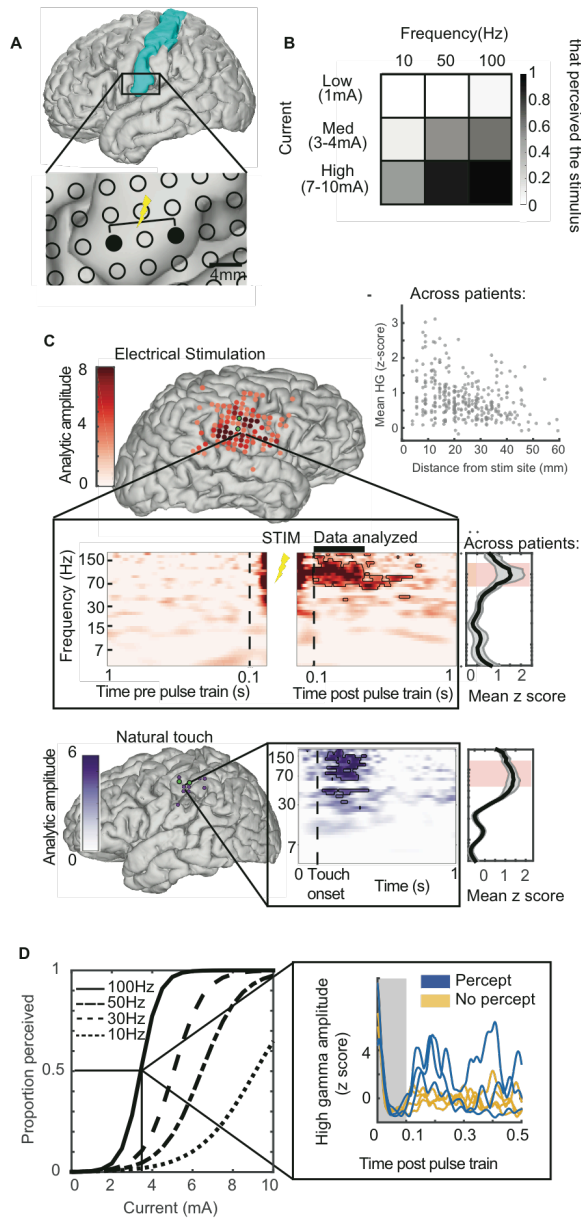 A
4mm
B
Frequency(Hz)
10 50 100
Current
Low
(1mA)
Med
(3-4mA)
High
(7-10mA)
1
0.8
0.6
0.4
0.2
0
that perceived the stimulus
C
Electrical Stimulation
Analytic amplitude
8
4
0
Across patients:
Mean HG (z-score)
3
2
1
0
0 10 20 30 40 50 60
Distance from stim site (mm)
STIM Data analyzed
Frequency (Hz)
150
70
30
15
7
1 0.1
Time pre pulse train (s)
0.1 1
Time post pulse train (s)
Across patients:
0 1 2
Mean z score
Natural touch
Analytic amplitude
6
0
150
70
30
7
0 Touch
onset
Time (s)
1
0 1 2
Mean z score
D
Proportion perceived
1
0.5
0
100Hz
50Hz
30Hz
10Hz
0 2 4 6 8 10
Current (mA)
High gamma amplitude
(z score)
4
0
Percept
No percept
0 0.1 0.3 0.5
Time post pulse train